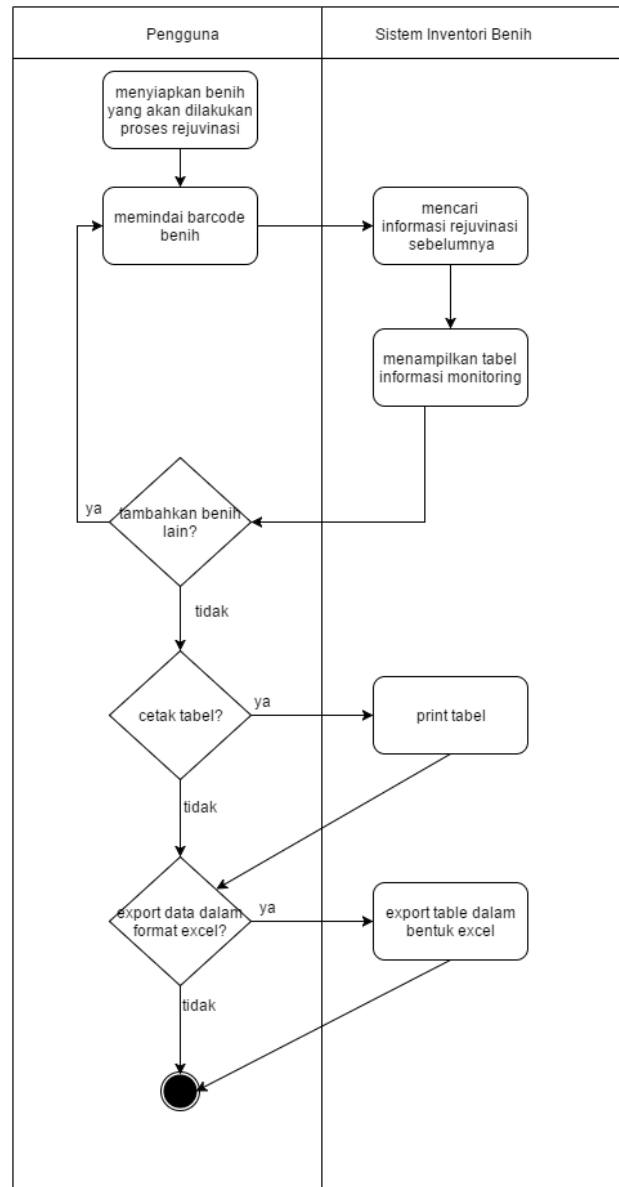 Pengguna
Sistem Inventori Benih
menyiapkan benih
yang akan dilakukan
proses rejuvinasi
memindai barcode
benih
mencari
informasi rejuvinasi
sebelumnya
menampilkan tabel
informasi monitoring
tambahkan benih
lain?
ya
tidak
cetak tabel?
ya
print tabel
tidak
export data dalam
format excel?
ya
export table dalam
bentuk excel
tidak